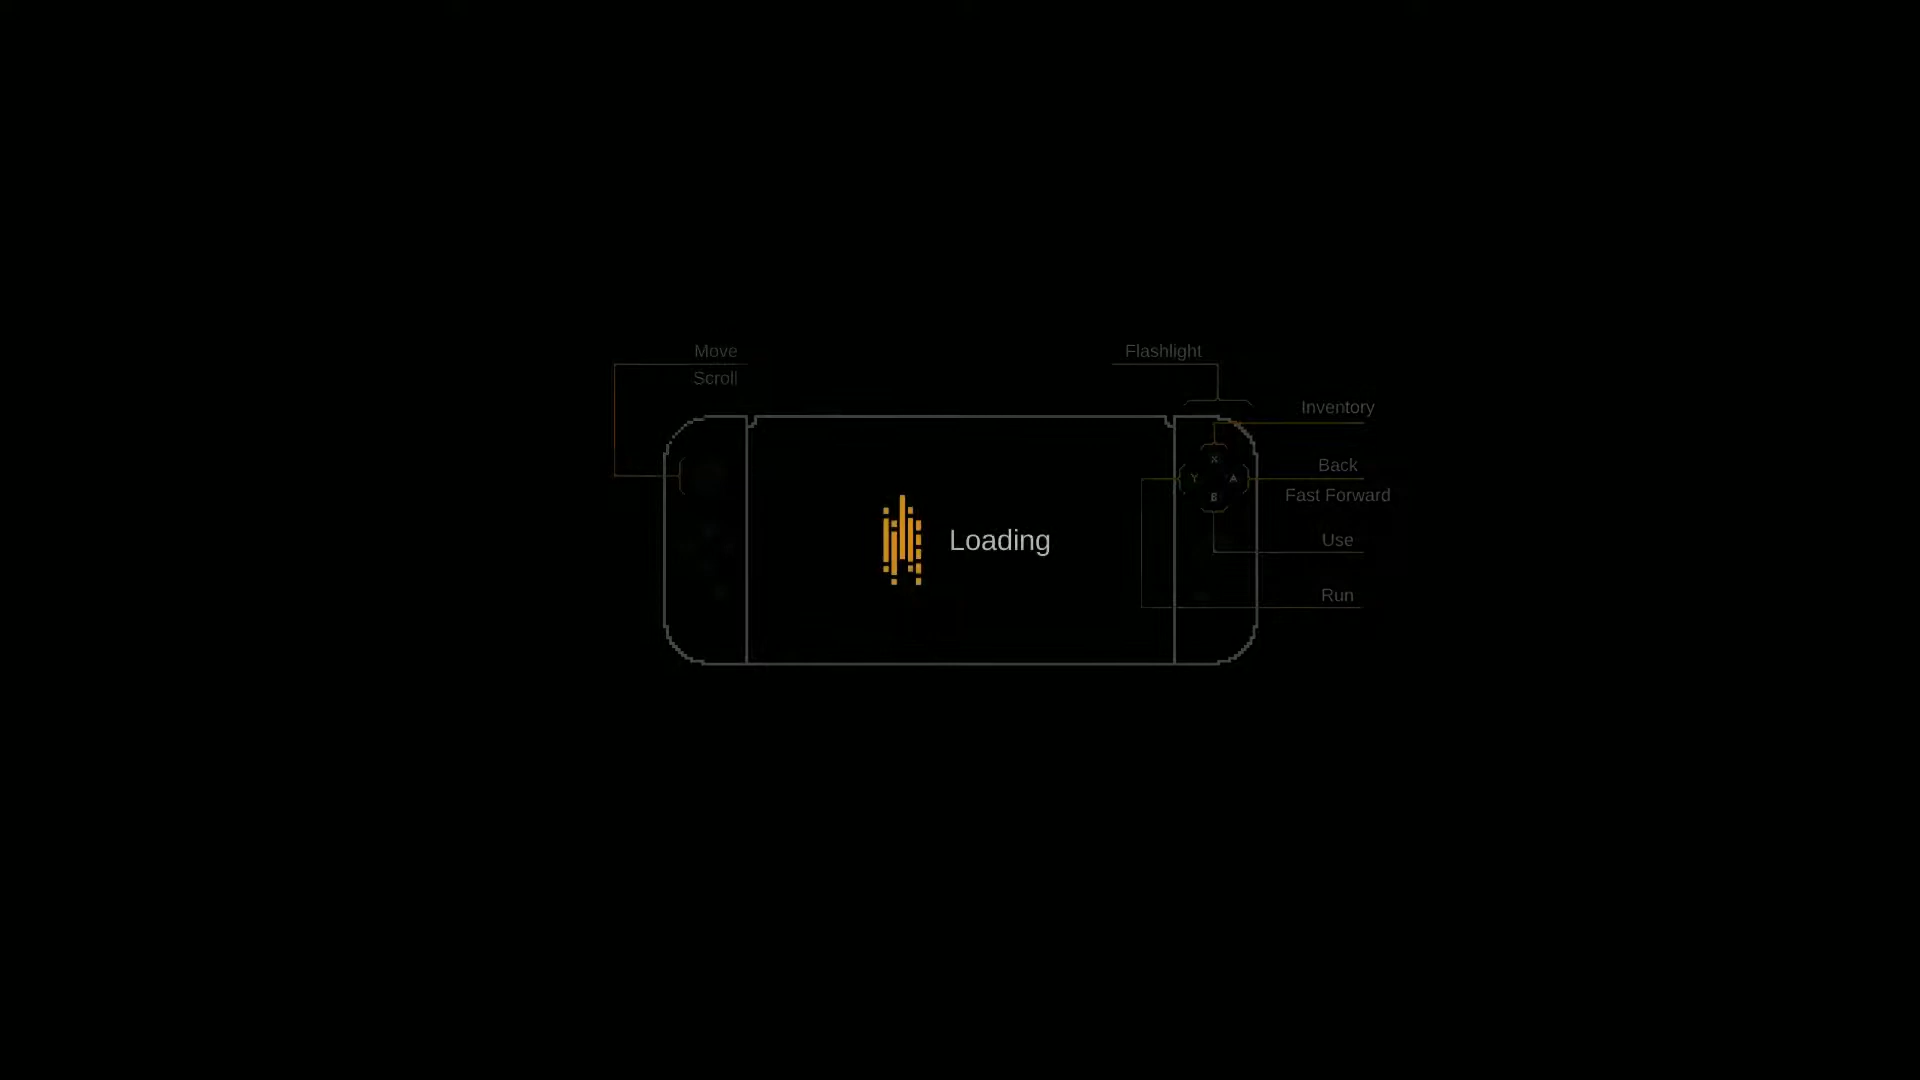 Move
Scroll
Flashlight
Inventory
X
Y
A
B
Back
Fast Forward
Loading
Use
Run